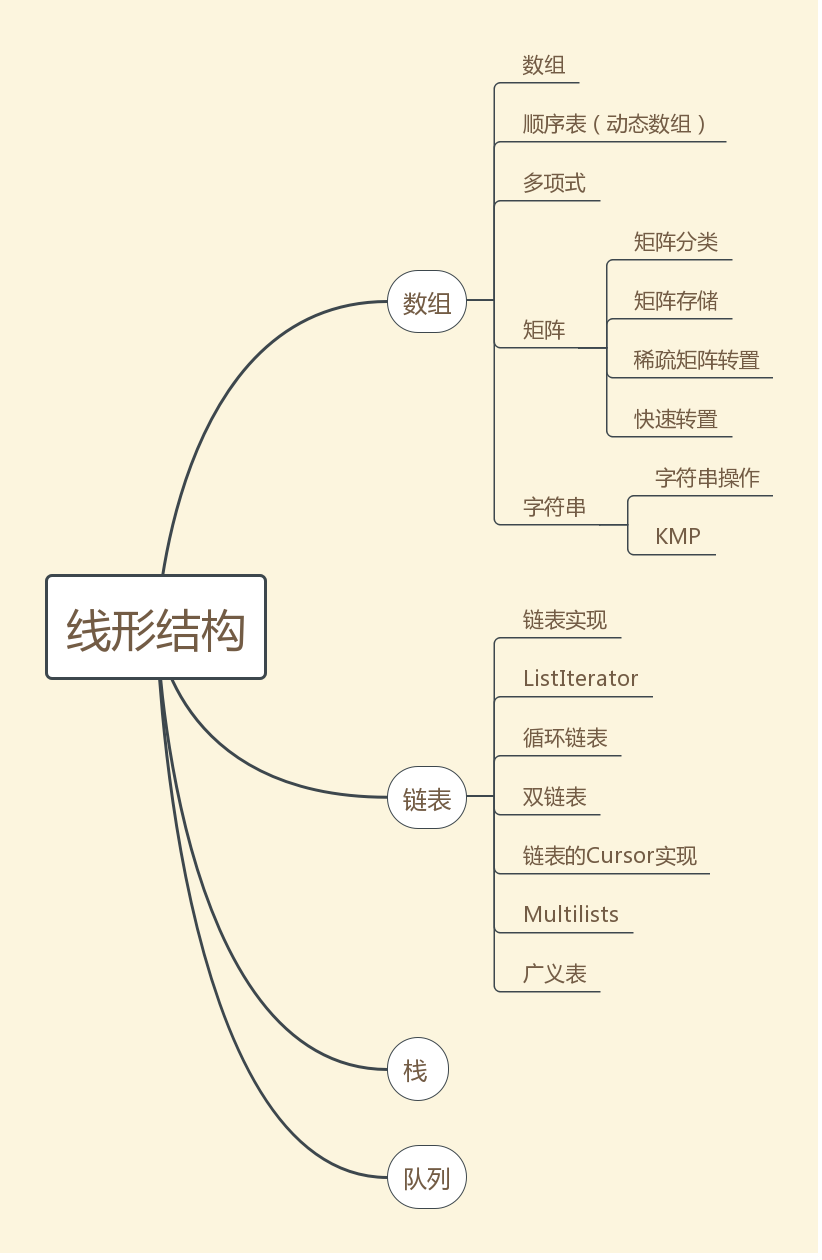 线形结构
数组
数组
顺序表（动态数组）
多项式
矩阵
矩阵分类
矩阵存储
稀疏矩阵转置
快速转置
字符串
字符串操作
KMP
链表
链表实现
ListIterator
循环链表
双链表
链表的Cursor实现
Multilists
广义表
栈
队列